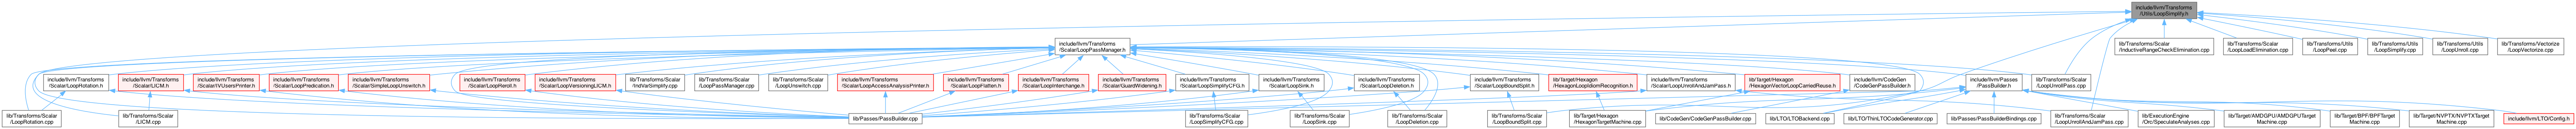 include/llvm/Transforms
/Utils/LoopSimplify.h
include/llvm/Transforms
/Scalar/LoopPassManager.h
lib/Transforms/Scalar
/InductiveRangeCheckElimination.cpp
lib/Transforms/Scalar
/LoopLoadElimination.cpp
lib/Transforms/Utils
/LoopPeel.cpp
lib/Transforms/Utils
/LoopSimplify.cpp
lib/Transforms/Utils
/LoopUnroll.cpp
lib/Transforms/Vectorize
/LoopVectorize.cpp
include/llvm/Transforms
/Scalar/LoopRotation.h
include/llvm/Transforms
/Scalar/LICM.h
include/llvm/Transforms
/Scalar/IVUsersPrinter.h
include/llvm/Transforms
/Scalar/LoopPredication.h
include/llvm/Transforms
/Scalar/SimpleLoopUnswitch.h
include/llvm/Transforms
/Scalar/LoopReroll.h
include/llvm/Transforms
/Scalar/LoopVersioningLICM.h
lib/Transforms/Scalar
/IndVarSimplify.cpp
lib/Transforms/Scalar
/LoopPassManager.cpp
lib/Transforms/Scalar
/LoopUnswitch.cpp
include/llvm/Transforms
/Scalar/LoopAccessAnalysisPrinter.h
include/llvm/Transforms
/Scalar/LoopFlatten.h
include/llvm/Transforms
/Scalar/LoopInterchange.h
include/llvm/Transforms
/Scalar/GuardWidening.h
include/llvm/Transforms
/Scalar/LoopSimplifyCFG.h
include/llvm/Transforms
/Scalar/LoopSink.h
include/llvm/Transforms
/Scalar/LoopDeletion.h
include/llvm/Transforms
/Scalar/LoopBoundSplit.h
lib/Target/Hexagon
/HexagonLoopIdiomRecognition.h
include/llvm/Transforms
/Scalar/LoopUnrollAndJamPass.h
lib/Target/Hexagon
/HexagonVectorLoopCarriedReuse.h
include/llvm/CodeGen
/CodeGenPassBuilder.h
include/llvm/Passes
/PassBuilder.h
lib/Transforms/Scalar
/LoopUnrollPass.cpp
lib/Transforms/Scalar
/LoopRotation.cpp
lib/Transforms/Scalar
/LICM.cpp
lib/Passes/PassBuilder.cpp
lib/Transforms/Scalar
/LoopSimplifyCFG.cpp
lib/Transforms/Scalar
/LoopSink.cpp
lib/Transforms/Scalar
/LoopDeletion.cpp
lib/Transforms/Scalar
/LoopBoundSplit.cpp
lib/Target/Hexagon
/HexagonTargetMachine.cpp
lib/CodeGen/CodeGenPassBuilder.cpp
lib/LTO/LTOBackend.cpp
lib/LTO/ThinLTOCodeGenerator.cpp
lib/Passes/PassBuilderBindings.cpp
lib/Transforms/Scalar
/LoopUnrollAndJamPass.cpp
lib/ExecutionEngine
/Orc/SpeculateAnalyses.cpp
lib/Target/AMDGPU/AMDGPUTarget
Machine.cpp
lib/Target/BPF/BPFTarget
Machine.cpp
lib/Target/NVPTX/NVPTXTarget
Machine.cpp
include/llvm/LTO/Config.h